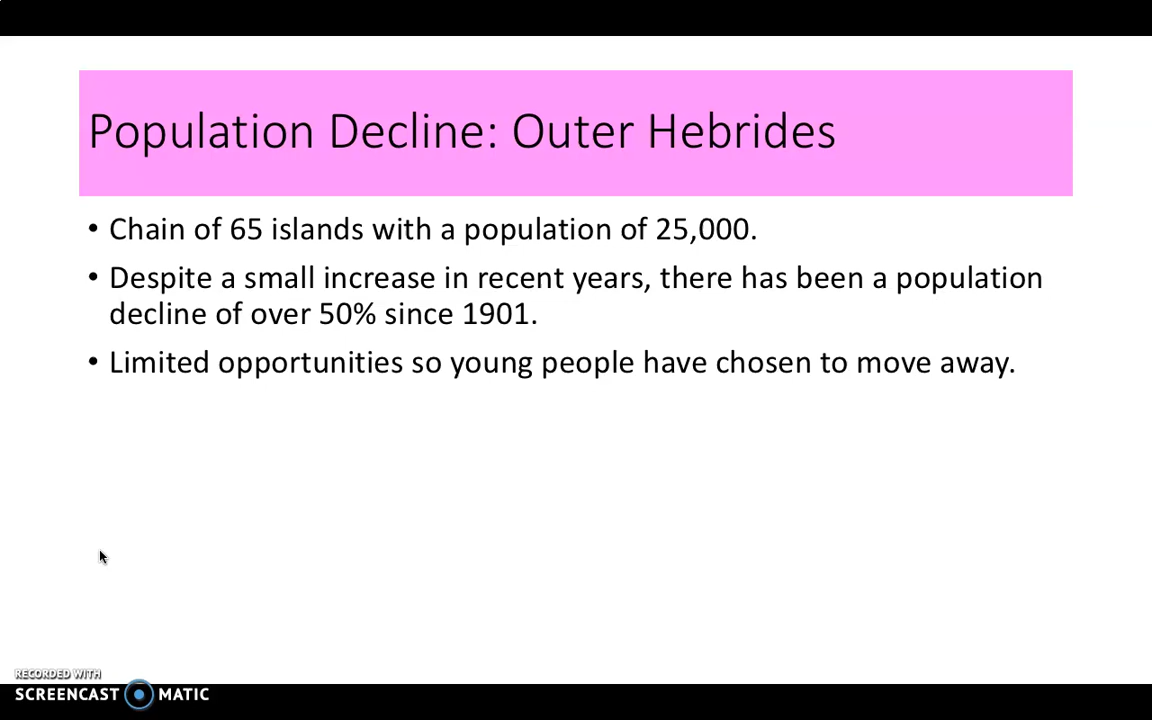 Population Decline: Outer Hebrides
• Chain of 65 islands with a population of 25,000.
• Despite a small increase in recent years, there has been a population
decline of over 50% since 1901.
• Limited opportunities so young people have chosen to move away.
RECORDED WITH
SCREENCAST MATIC